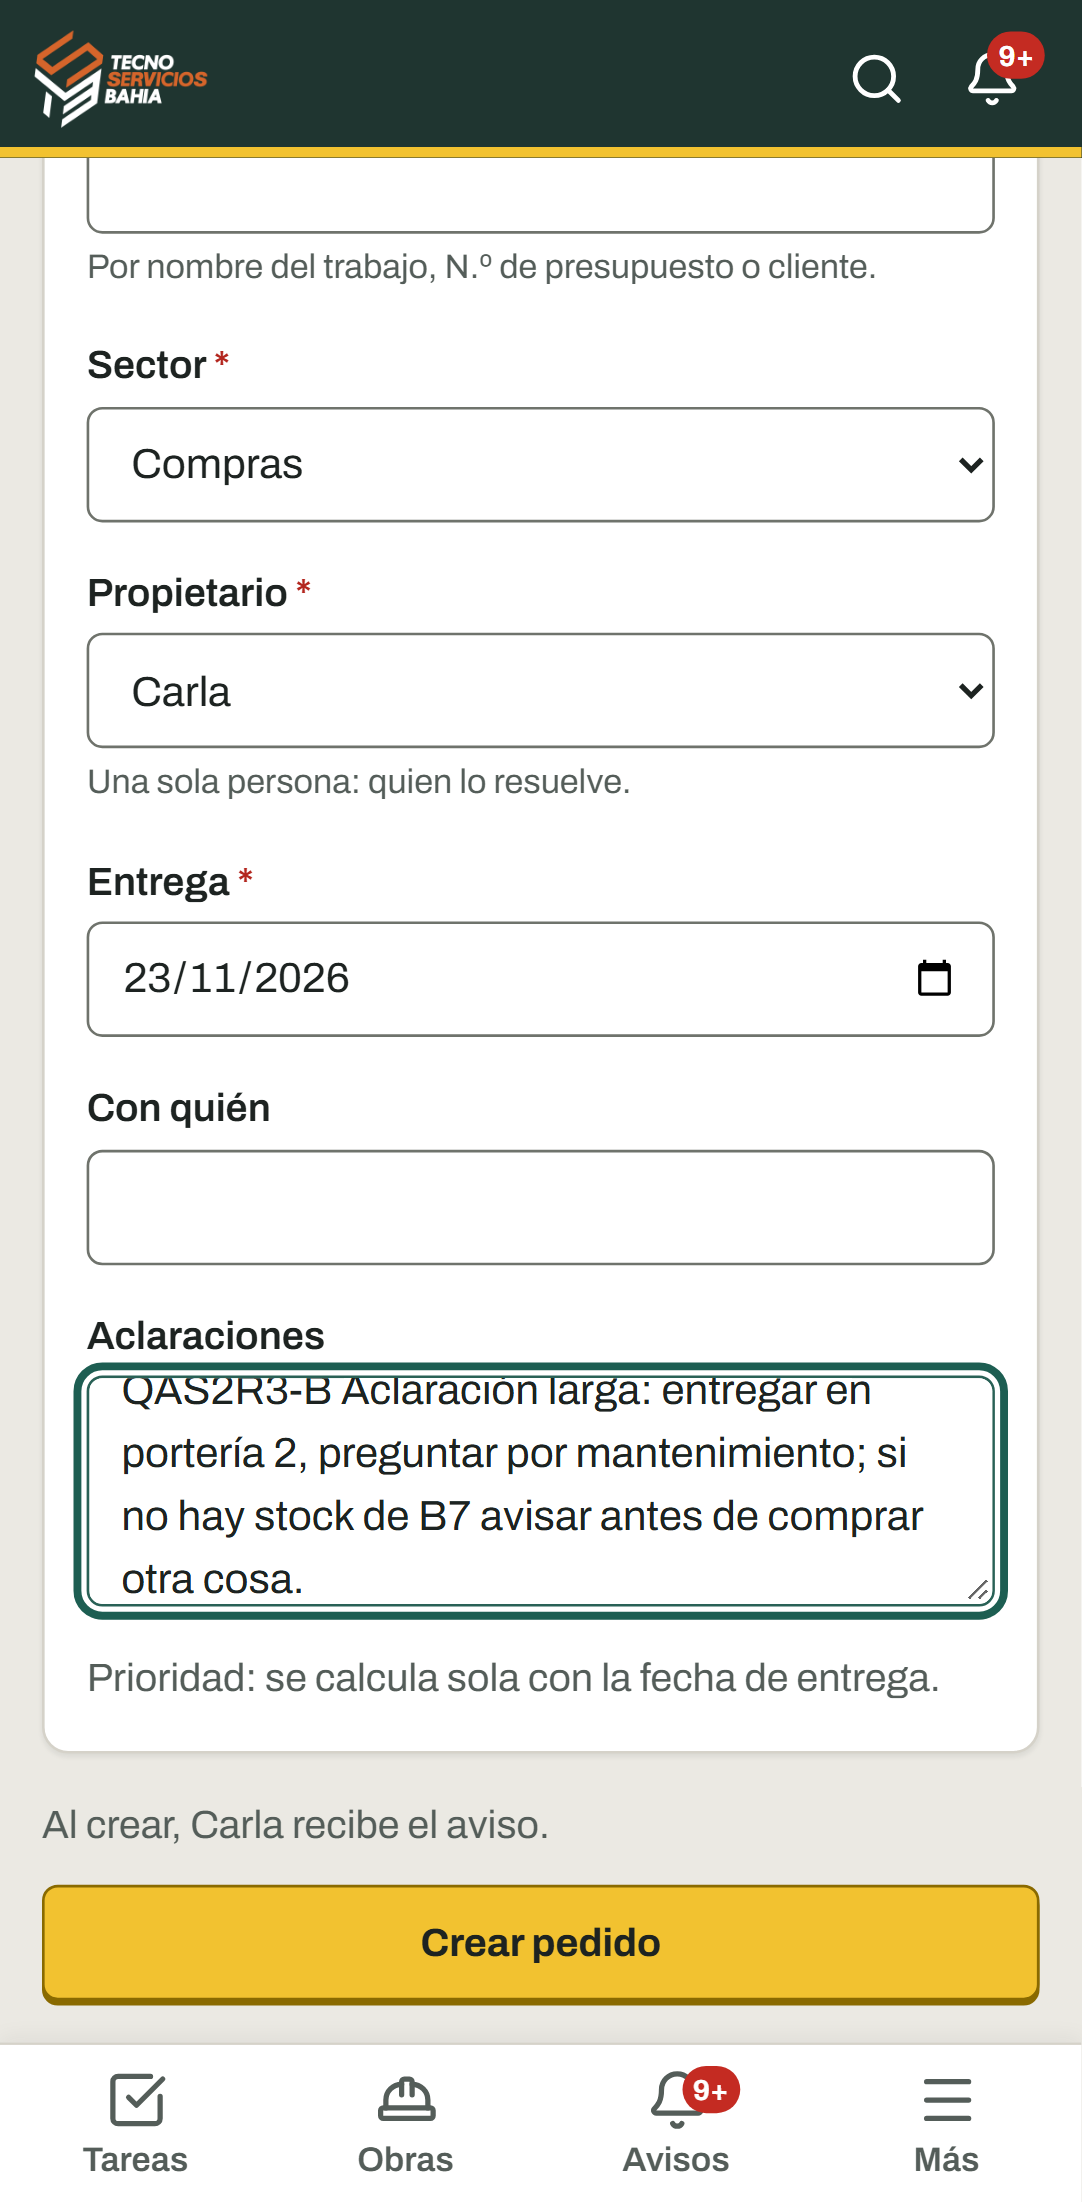 TECNO
SERVICIOS
BAHIA
9+
Por nombre del trabajo, N.º de presupuesto o cliente.
Sector *
Compras
Propietario *
Carla
Una sola persona: quien lo resuelve.
Entrega *
23/11/2026
Con quién
Aclaraciones
QAS2R3-B Aclaración larga: entregar en
portería 2, preguntar por mantenimiento; si
no hay stock de B7 avisar antes de comprar
otra cosa.
Prioridad: se calcula sola con la fecha de entrega.
Al crear, Carla recibe el aviso.
Crear pedido
9+
Tareas
Obras
Avisos
Más